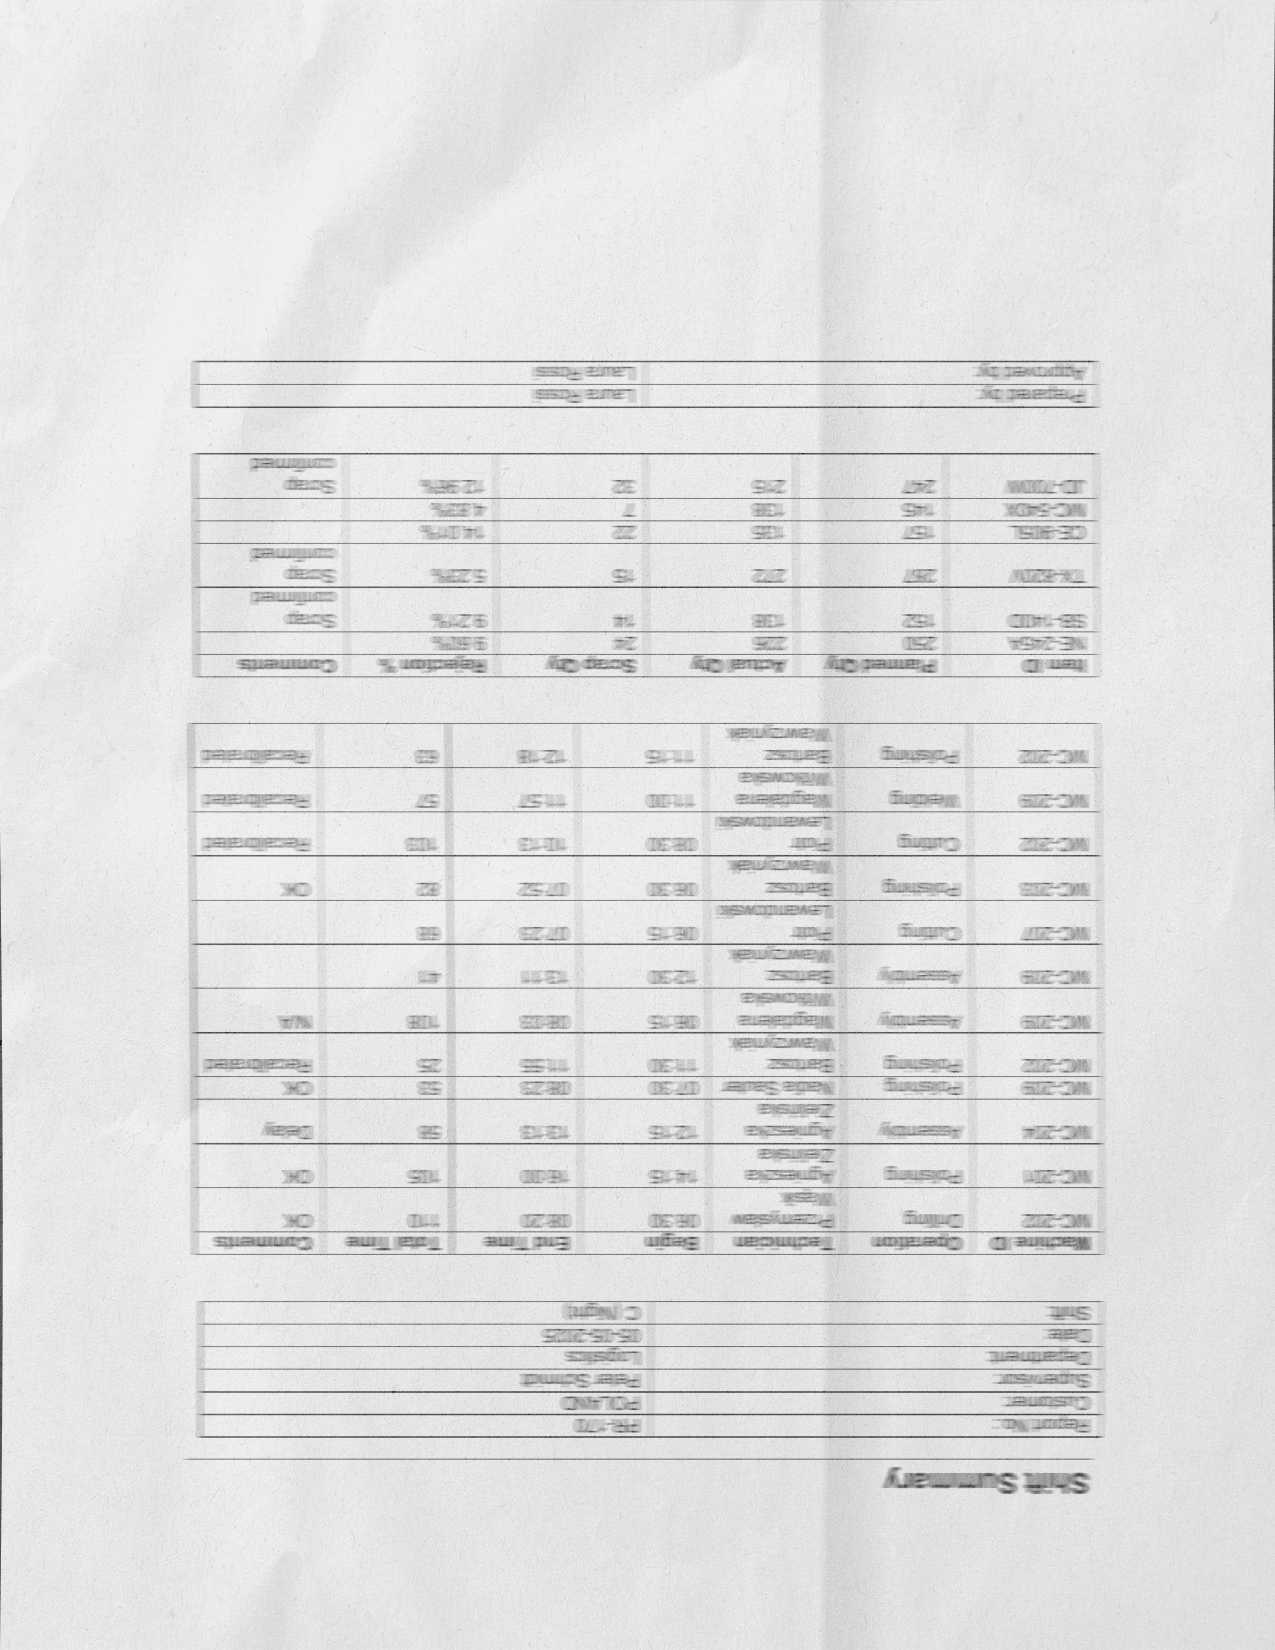 Shift Summary
Report No.: PR-170
Customer: POLAND
Supervisor: Peter Schmidt
Department: Logistics
Date: 05-05-2025
Shift: C (Night)
Machine ID Operation Technician Begin End Time Total Time Comments
WC-202 Drilling Przemysław 06:30 08:20 110 OK
Wąsik
WC-201 Polishing Agnieszka 14:15 16:00 105 OK
Zielińska
WC-204 Assembly Agnieszka 12:15 13:13 58 Delay
Zielińska
WC-209 Polishing Nadia Sauter 07:30 08:23 53 OK
WC-202 Polishing Bartosz 11:30 11:55 25 Recalibrated
Wawrzyniak
WC-209 Assembly Magdalena 06:15 08:03 108 N/A
Witkowska
WC-209 Assembly Bartosz 12:30 13:11 41
Wawrzyniak
WC-207 Cutting Piotr 06:15 07:23 68
Lewandowski
WC-203 Polishing Bartosz 06:30 07:52 82 OK
Wawrzyniak
WC-202 Cutting Piotr 08:30 10:13 103 Recalibrated
Lewandowski
WC-209 Welding Magdalena 11:00 11:57 57 Recalibrated
Witkowska
WC-202 Polishing Bartosz 11:15 12:18 63 Recalibrated
Wawrzyniak
Item ID Planned Qty Actual Qty Scrap Qty Rejection % Comments
NE-246A 250 226 24 9.60%
SB-140D 152 138 14 9.21% Scrap
confirmed
287 272 15 5.23% Scrap
confirmed
CE-905L 157 135 22 14.01%
WC-540X 145 138 7 4.83%
JD-700W 247 215 32 12.96% Scrap
confirmed
Prepared by: Laura Rossi
Approved by: Laura Rossi